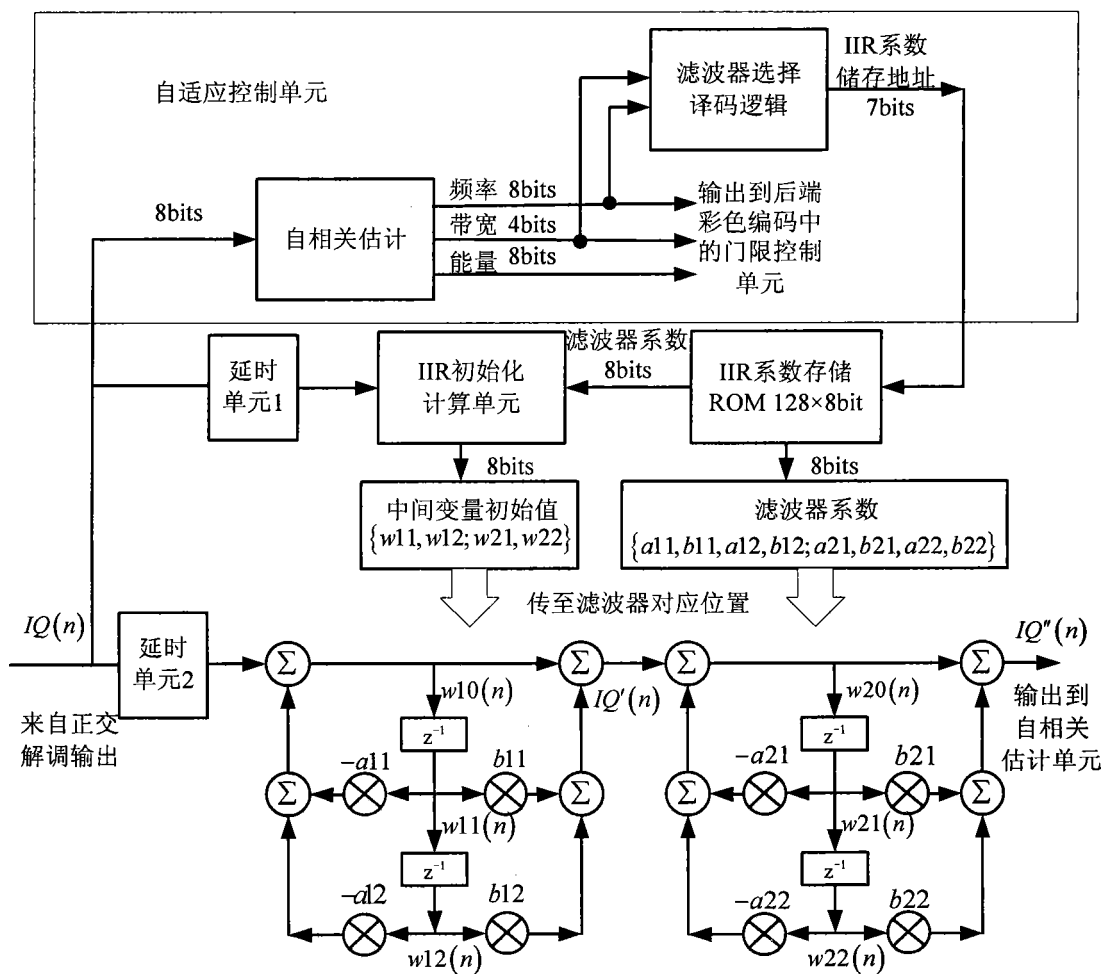 自适应控制单元
滤波器选择
译码逻辑
IIR系数
储存地址
7bits
8bits
自相关估计
频率 8bits
带宽 4bits
能量 8bits
输出到后端
彩色编码中
的门限控制
单元
延时
单元1
IIR初始化
计算单元
滤波器系数
8bits
IIR系数存储
ROM 128×8bit
8bits
8bits
中间变量初始值
{w11,w12;w21,w22}
滤波器系数
{a11,b11,a12,b12;a21,b21,a22,b22}
传至滤波器对应位置
IQ(n)
延时
单元2
来自正交
解调输出
Σ
Σ
IQ'(n)
Σ
Σ
IQ''(n)
输出到
自相关
估计单元
w10(n)
w20(n)
z⁻¹
z⁻¹
−a11
b11
−a21
b21
Σ
Σ
Σ
Σ
w11(n)
w21(n)
z⁻¹
z⁻¹
−a12
b12
−a22
b22
w12(n)
w22(n)